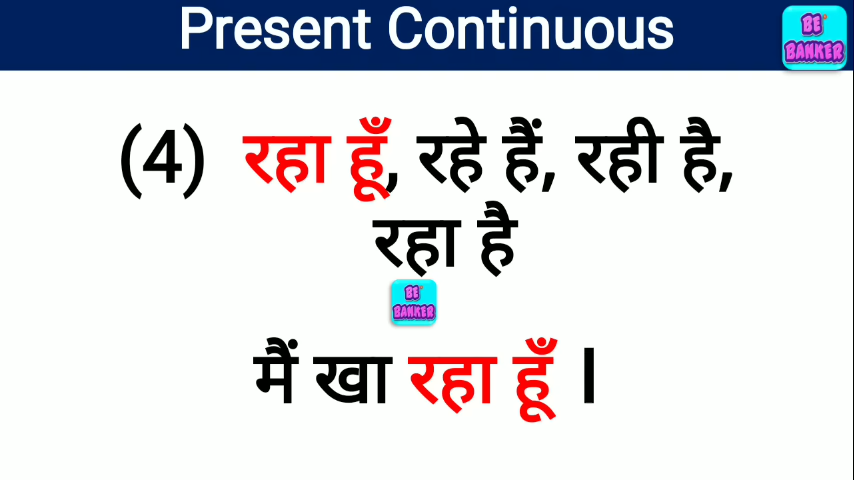 Present Continuous
BE
BANKER
(4) रहा हूँ, रहे हैं, रही है,
रहा है
BE
BANKER
मैं खा रहा हूँ ।